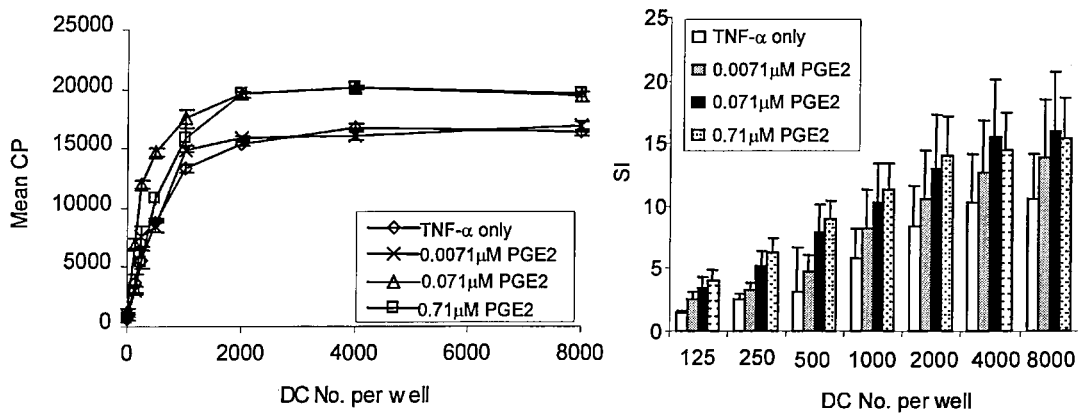 25000
20000
15000
10000
5000
0
Mean CP
0
2000
4000
6000
8000
DC No. per well
TNF-α only
0.0071μM PGE2
0.071μM PGE2
0.71μM PGE2
25
20
15
10
5
0
SI
TNF-α only
0.0071μM PGE2
0.071μM PGE2
0.71μM PGE2
125
250
500
1000
2000
4000
8000
DC No. per well